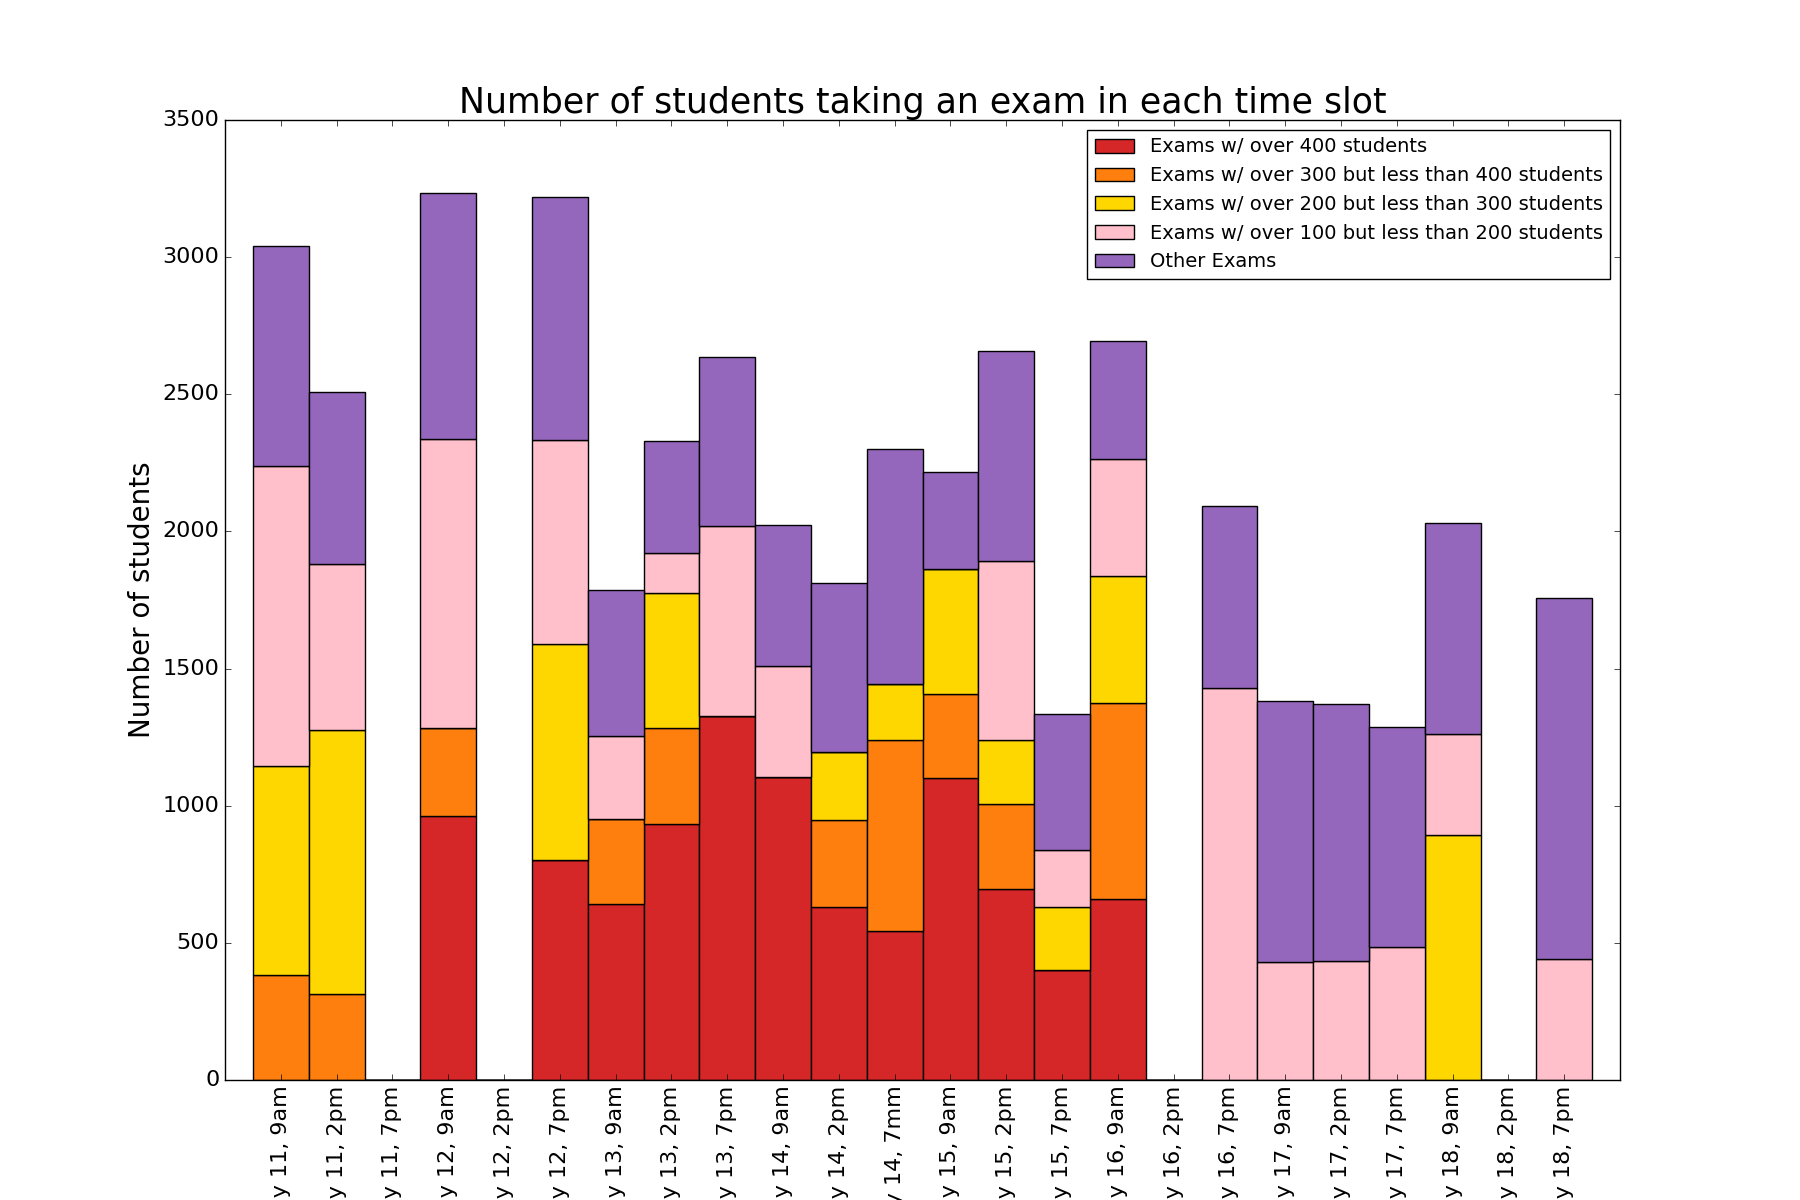 Number of students taking an exam in each time slot
Exams w/ over 400 students
Exams w/ over 300 but less than 400 students
Exams w/ over 200 but less than 300 students
Exams w/ over 100 but less than 200 students
Other Exams
Number of students
3500
3000
2500
2000
1500
1000
500
0
y 11, 9am
y 11, 2pm
y 11, 7pm
y 12, 9am
y 12, 2pm
y 12, 7pm
y 13, 9am
y 13, 2pm
y 13, 7pm
y 14, 9am
y 14, 2pm
y 14, 7mm
y 15, 9am
y 15, 2pm
y 15, 7pm
y 16, 9am
y 16, 2pm
y 16, 7pm
y 17, 9am
y 17, 2pm
y 17, 7pm
y 18, 9am
y 18, 2pm
y 18, 7pm